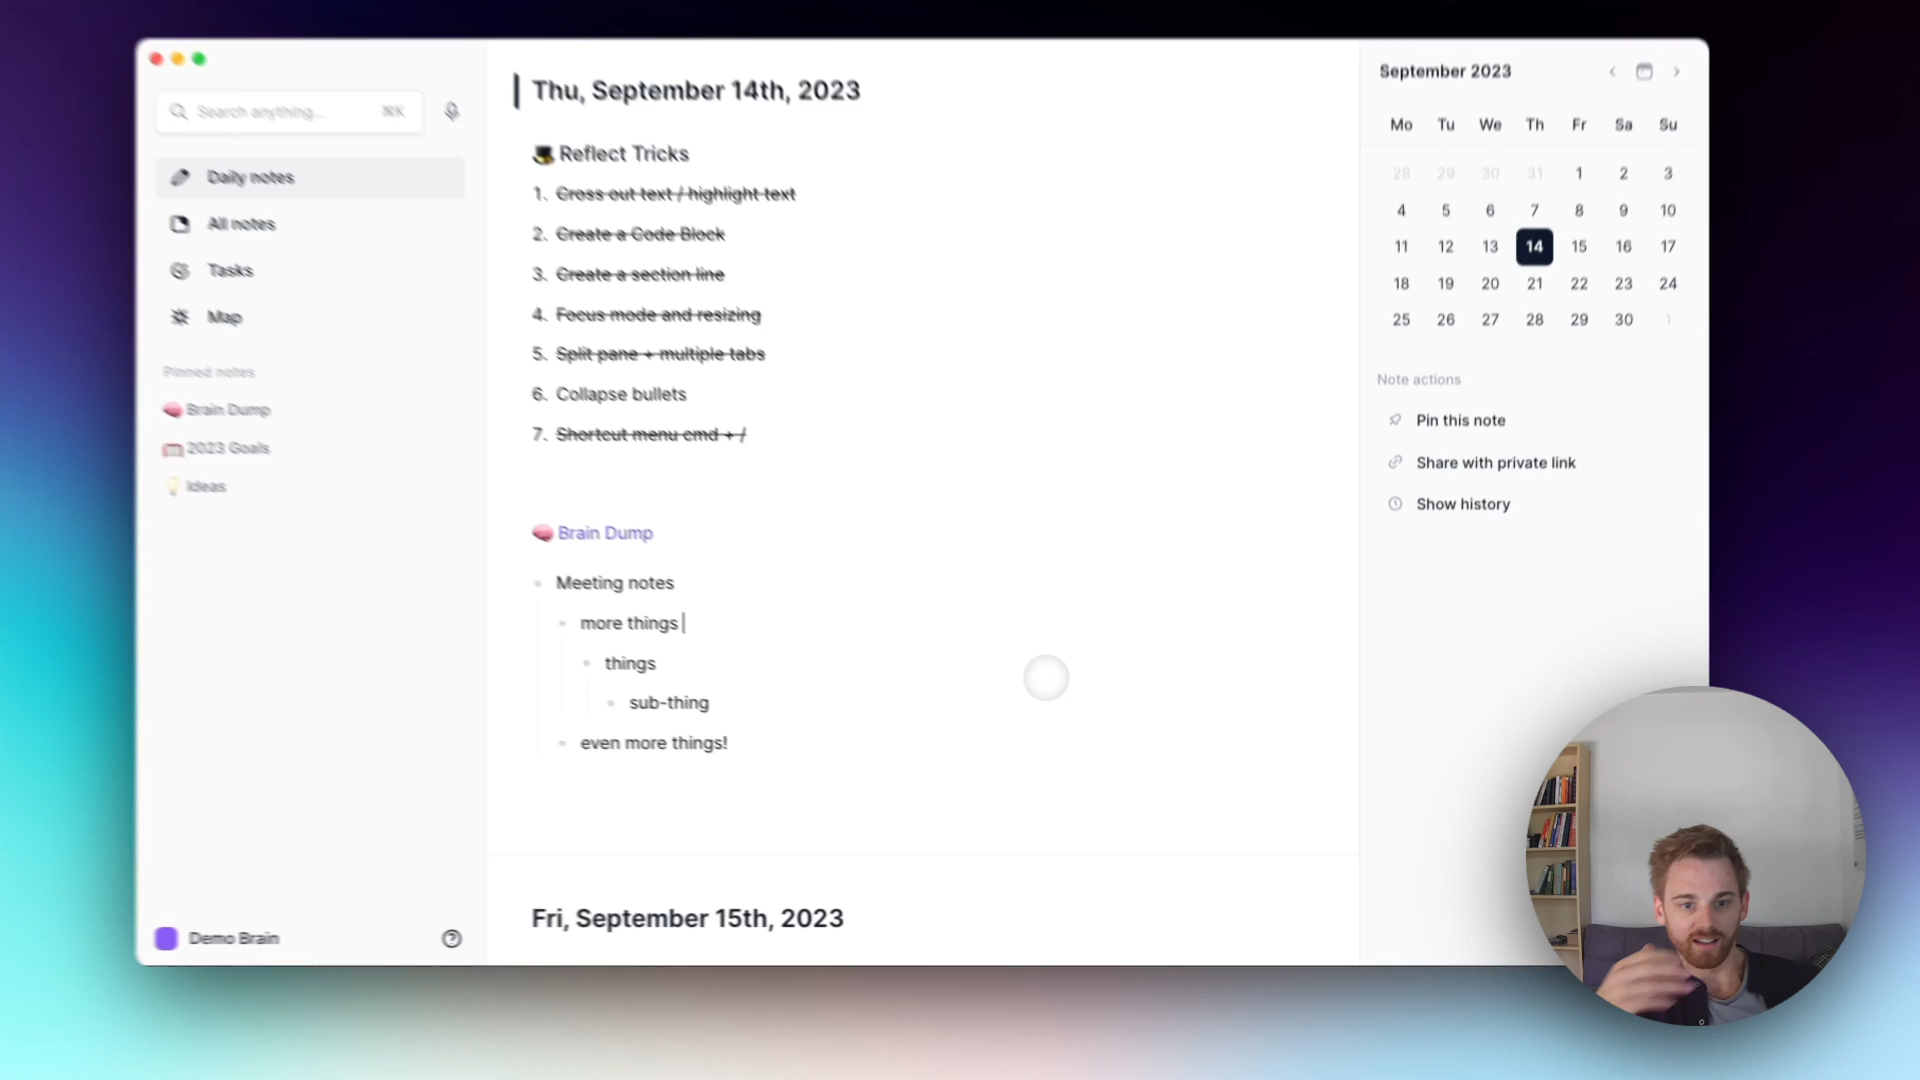 Search anything... ⌘K
Daily notes
All notes
Tasks
Map
Pinned notes
Brain Dump
2023 Goals
Ideas
Demo Brain
Thu, September 14th, 2023
Reflect Tricks
1. Cross out text / highlight text
2. Create a Code Block
3. Create a section line
4. Focus mode and resizing
5. Split pane + multiple tabs
6. Collapse bullets
7. Shortcut menu cmd + /
Brain Dump
Meeting notes
more things
things
sub-thing
even more things!
Fri, September 15th, 2023
September 2023
Mo Tu We Th Fr Sa Su
28 29 30 31 1 2 3
4 5 6 7 8 9 10
11 12 13 14 15 16 17
18 19 20 21 22 23 24
25 26 27 28 29 30 1
Note actions
Pin this note
Share with private link
Show history